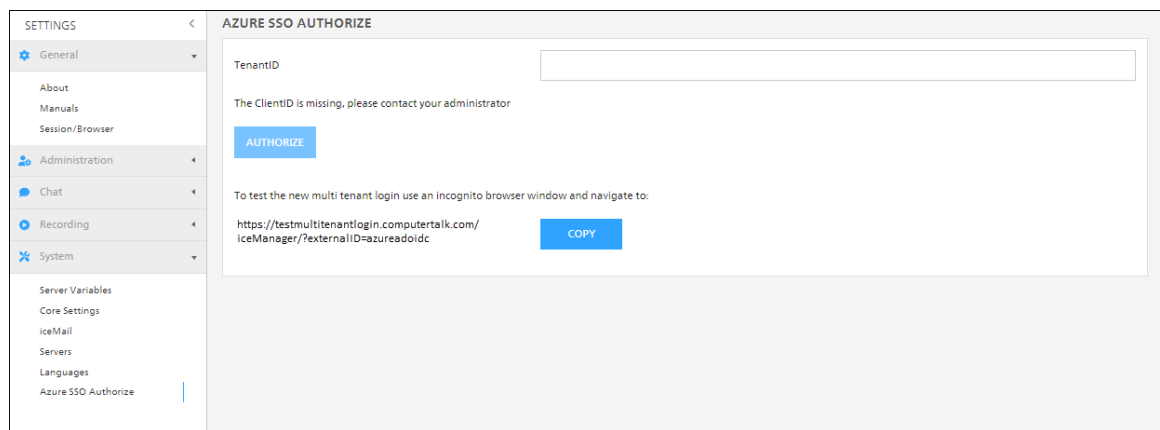 SETTINGS
General
About
Manuals
Session/Browser
Administration
Chat
Recording
System
Server Variables
Core Settings
iceMail
Servers
Languages
Azure SSO Authorize
AZURE SSO AUTHORIZE
TenantID
The ClientID is missing, please contact your administrator
AUTHORIZE
To test the new multi tenant login use an incognito browser window and navigate to:
https://testmultitenantlogin.computertalk.com/
iceManager/?externalID=azureadoidc
COPY